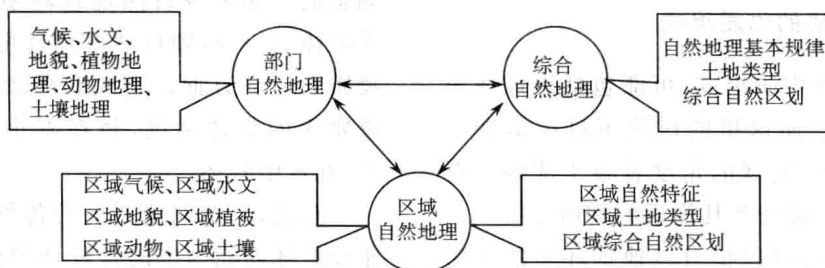 气候、水文、
地貌、植物地
理、动物地理、
土壤地理
部门
自然地理
综合
自然地理
自然地理基本规律
土地类型
综合自然区划
区域气候、区域水文
区域地貌、区域植被
区域动物、区域土壤
区域
自然地理
区域自然特征
区域土地类型
区域综合自然区划